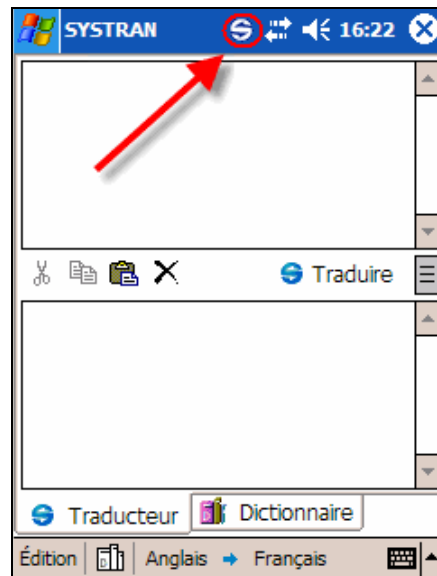 SYSTRAN 16:22
Traduire
Traducteur Dictionnaire
Édition Anglais Français